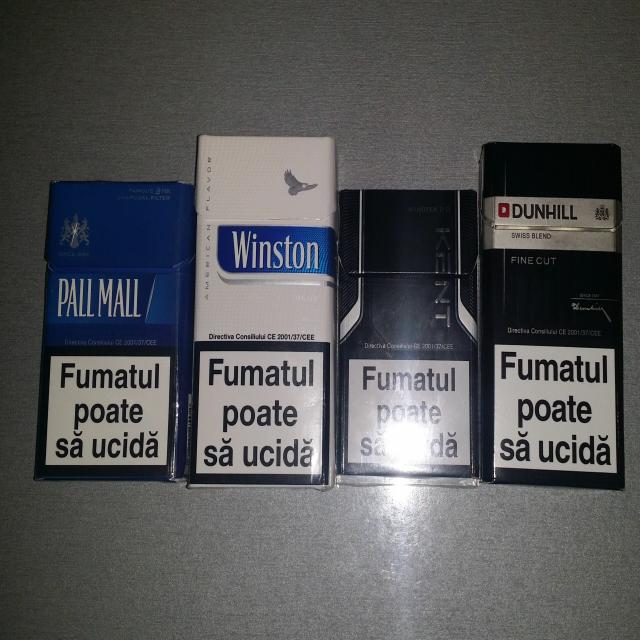 FAMOUS
CHARCOAL FILTER
PALL MALL
Directiva Consiliului CE 2001/37/CEE
Fumatul
poate
să ucidă
AMERICAN FLAVOR
Winston
BLUE
Directiva Consiliului CE 2001/37/CEE
Fumatul
poate
să ucidă
KENT
Directiva Consiliului CE 2001/37/CEE
Fumatul
poate
să ucidă
DUNHILL
SWISS BLEND
FINE CUT
Directiva Consiliului CE 2001/37/CEE
Fumatul
poate
să ucidă